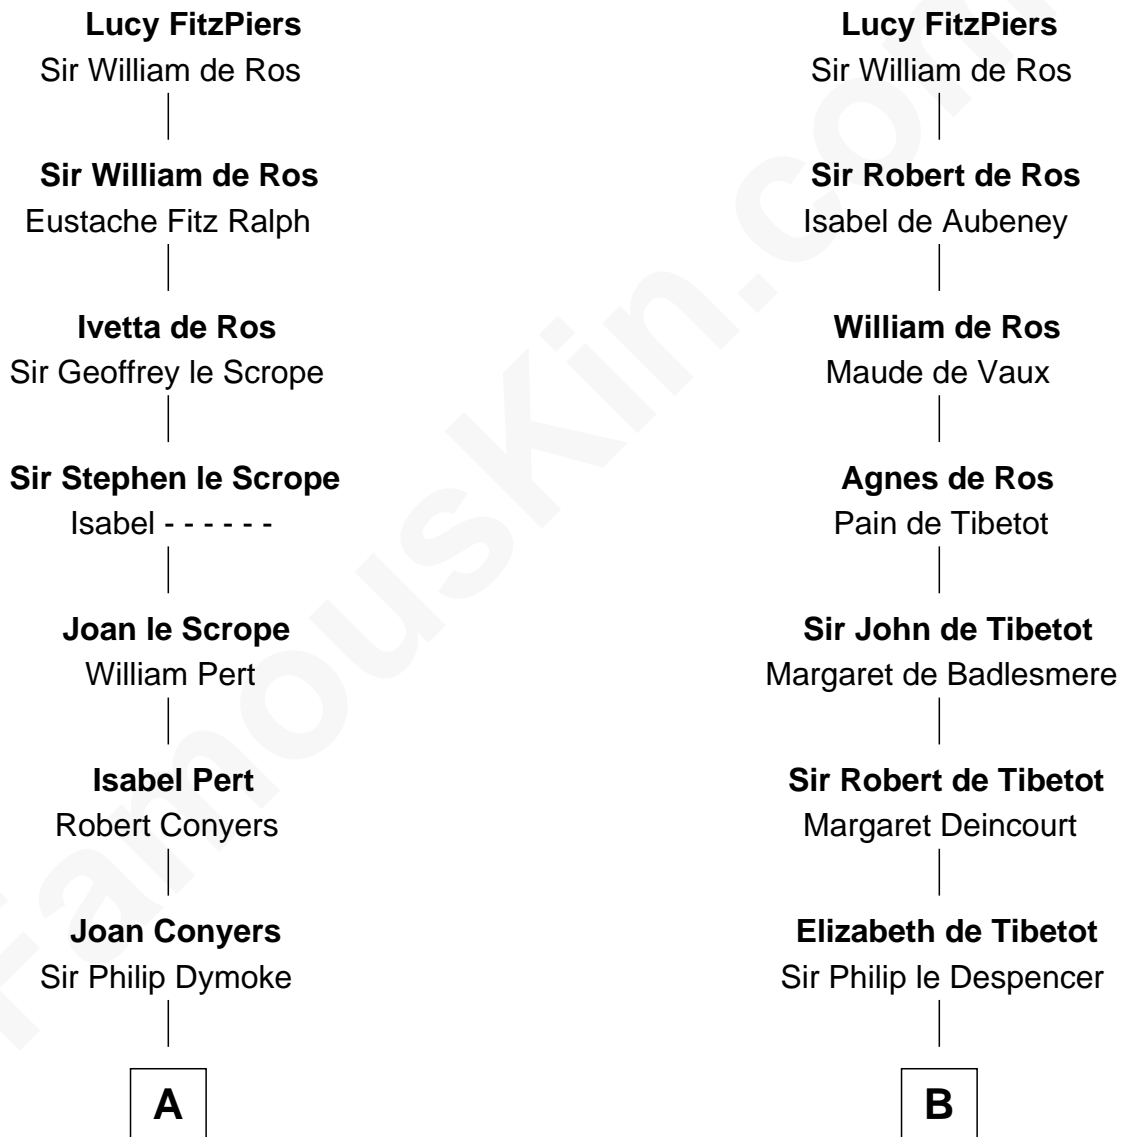 Lucy FitzPiers
Sir William de Ros
Sir William de Ros
Eustache Fitz Ralph
Ivetta de Ros
Sir Geoffrey le Scrope
Sir Stephen le Scrope
Isabel - - - - - -
Joan le Scrope
William Pert
Isabel Pert
Robert Conyers
Joan Conyers
Sir Philip Dymoke
A
Lucy FitzPiers
Sir William de Ros
Sir Robert de Ros
Isabel de Aubeney
William de Ros
Maude de Vaux
Agnes de Ros
Pain de Tibetot
Sir John de Tibetot
Margaret de Badlesmere
Sir Robert de Tibetot
Margaret Deincourt
Elizabeth de Tibetot
Sir Philip le Despencer
B
FamousKin.com